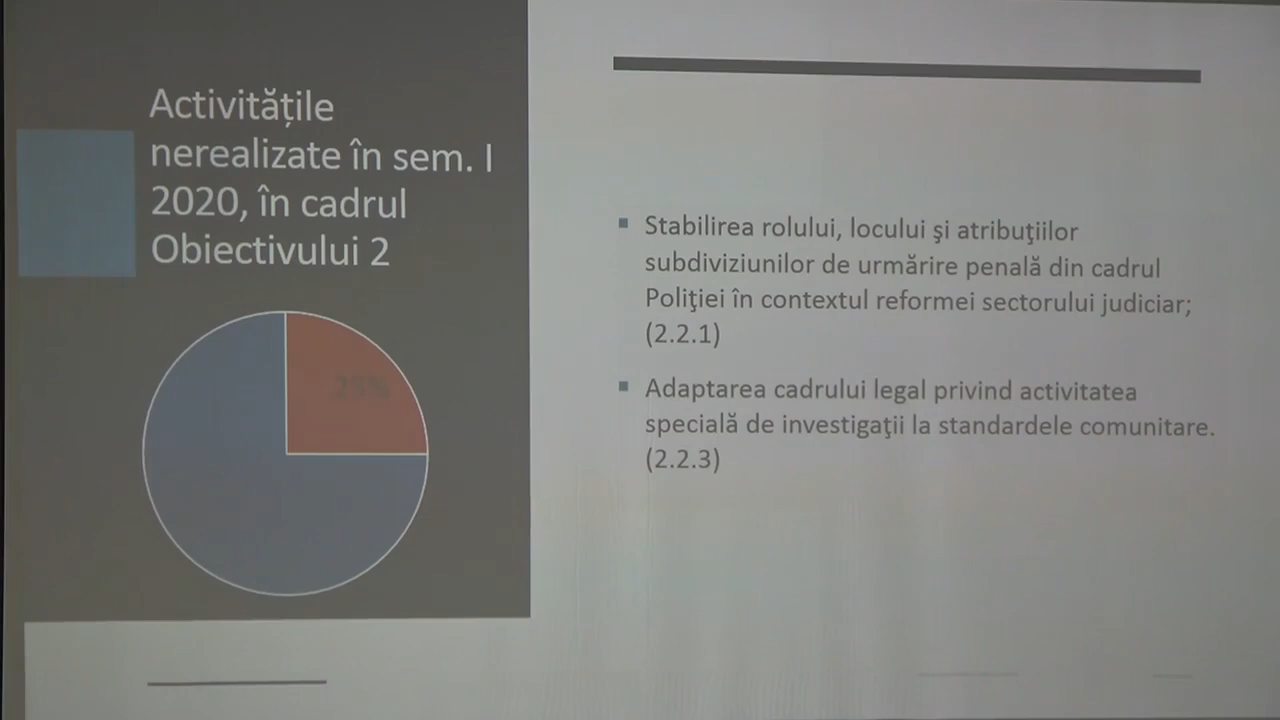 Activitățile
nerealizate în sem. I
2020, în cadrul
Obiectivului 2
25%
Stabilirea rolului, locului şi atribuţiilor
subdiviziunilor de urmărire penală din cadrul
Poliţiei în contextul reformei sectorului judiciar;
(2.2.1)
Adaptarea cadrului legal privind activitatea
specială de investigaţii la standardele comunitare.
(2.2.3)